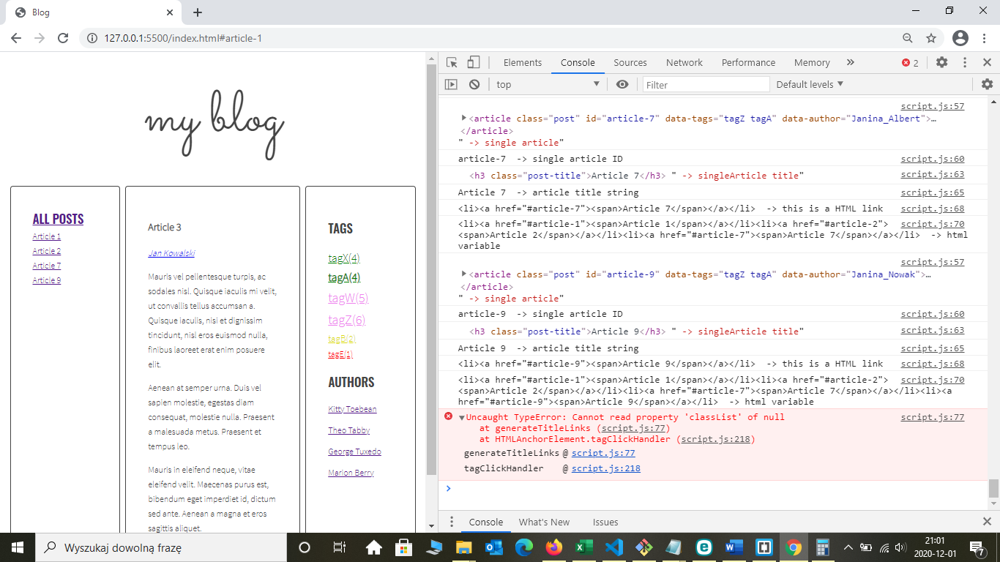 Blog
127.0.0.1:5500/index.html#article-1
my blog
ALL POSTS
Article 1
Article 2
Article 7
Article 9
Article 3
Jan Kowalski
Mauris vel pellentesque turpis, ac
sodales nisl. Quisque iaculis mi velit,
ut convallis tellus accumsan a.
Quisque iaculis, nisi et dignissim
tincidunt, nisl eros euismod nulla,
finibus laoreet erat enim posuere
elit.
Aenean at semper urna. Duis vel
sapien molestie, egestas diam
consequat, molestie nulla. Praesent
a malesuada metus. Praesent et
tempus leo.
Mauris in eleifend neque, vitae
eleifend velit. Maecenas purus est,
bibendum eget imperdiet id, dictum
sed ante. Aenean a magna et eros
sagittis aliquet.
TAGS
tagX(4)
tagA(4)
tagW(5)
tagZ(6)
tagB(2)
tagE(1)
AUTHORS
Kitty Toebean
Theo Tabby
George Tuxedo
Marion Berry
Elements Console Sources Network Performance Memory 2
top Filter Default levels
script.js:57
<article class="post" id="article-7" data-tags="tagZ tagA" data-author="Janina_Albert">…
</article>
" -> single article"
article-7  -> single article ID script.js:60
<h3 class="post-title">Article 7</h3> " -> singleArticle title" script.js:63
Article 7  -> article title string script.js:65
<li><a href="#article-7"><span>Article 7</span></a></li>  -> this is a HTML link script.js:68
<li><a href="#article-1"><span>Article 1</span></a></li><li><a href="#article-2"> script.js:70
<span>Article 2</span></a></li><li><a href="#article-7"><span>Article 7</span></a></li>  -> html
variable
script.js:57
<article class="post" id="article-9" data-tags="tagZ tagA" data-author="Janina_Nowak">…
</article>
" -> single article"
article-9  -> single article ID script.js:60
<h3 class="post-title">Article 9</h3> " -> singleArticle title" script.js:63
Article 9  -> article title string script.js:65
<li><a href="#article-9"><span>Article 9</span></a></li>  -> this is a HTML link script.js:68
<li><a href="#article-1"><span>Article 1</span></a></li><li><a href="#article-2"> script.js:70
<span>Article 2</span></a></li><li><a href="#article-7"><span>Article 7</span></a></li><li><a
href="#article-9"><span>Article 9</span></a></li>  -> html variable
Uncaught TypeError: Cannot read property 'classList' of null script.js:77
at generateTitleLinks (script.js:77)
at HTMLAnchorElement.tagClickHandler (script.js:218)
generateTitleLinks @ script.js:77
tagClickHandler @ script.js:218
Console What's New Issues
Wyszukaj dowolną frazę
21:01
2020-12-01
7